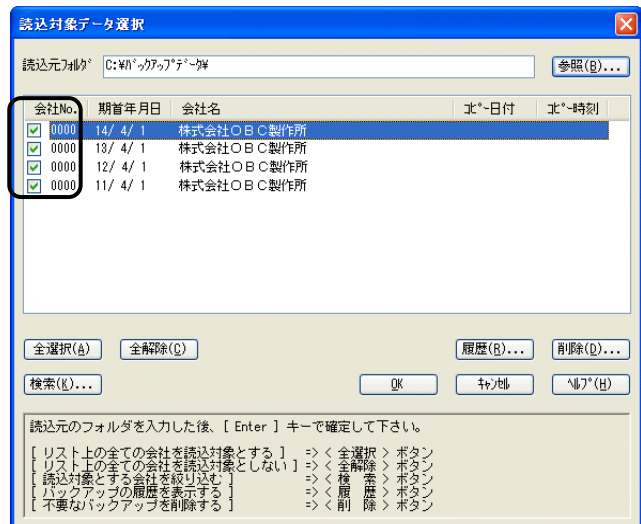 読込対象データ選択
読込元フォルダ C:¥バックアップデータ¥ 参照(B)...
会社No. 期首年月日 会社名 コピー日付 コピー時刻
0000 14/ 4/ 1 株式会社OBC製作所
0000 13/ 4/ 1 株式会社OBC製作所
0000 12/ 4/ 1 株式会社OBC製作所
0000 11/ 4/ 1 株式会社OBC製作所
全選択(A) 全解除(C) 履歴(R)... 削除(D)...
検索(K)... OK キャンセル ヘルプ(H)
読込元のフォルダを入力した後、[ Enter ] キーで確定して下さい。
[ リスト上の全ての会社を読込対象とする ] => < 全選択 > ボタン
[ リスト上の全ての会社を読込対象としない ] => < 全解除 > ボタン
[ 読込対象とする会社を絞り込む ] => < 検 索 > ボタン
[ バックアップの履歴を表示する ] => < 履 歴 > ボタン
[ 不要なバックアップを削除する ] => < 削 除 > ボタン